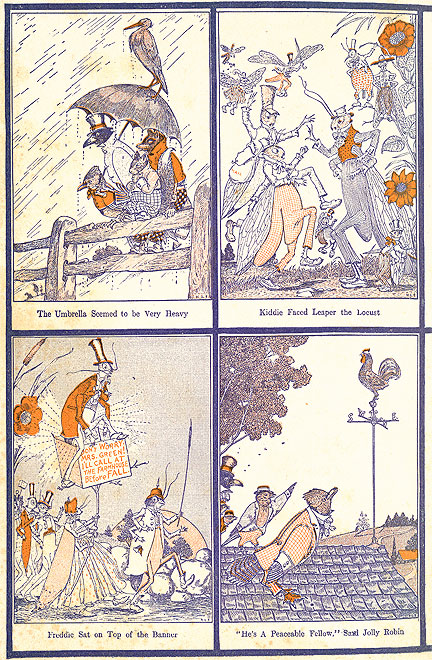 The Umbrella Seemed to be Very Heavy
Kiddie Faced Leaper the Locust
DON'T WORRY
MRS. GREEN!
I'LL CALL AT
THE FARMHOUSE
BEFORE FALL
Freddie Sat on Top of the Banner
"He's A Peaceable Fellow," Said Jolly Robin